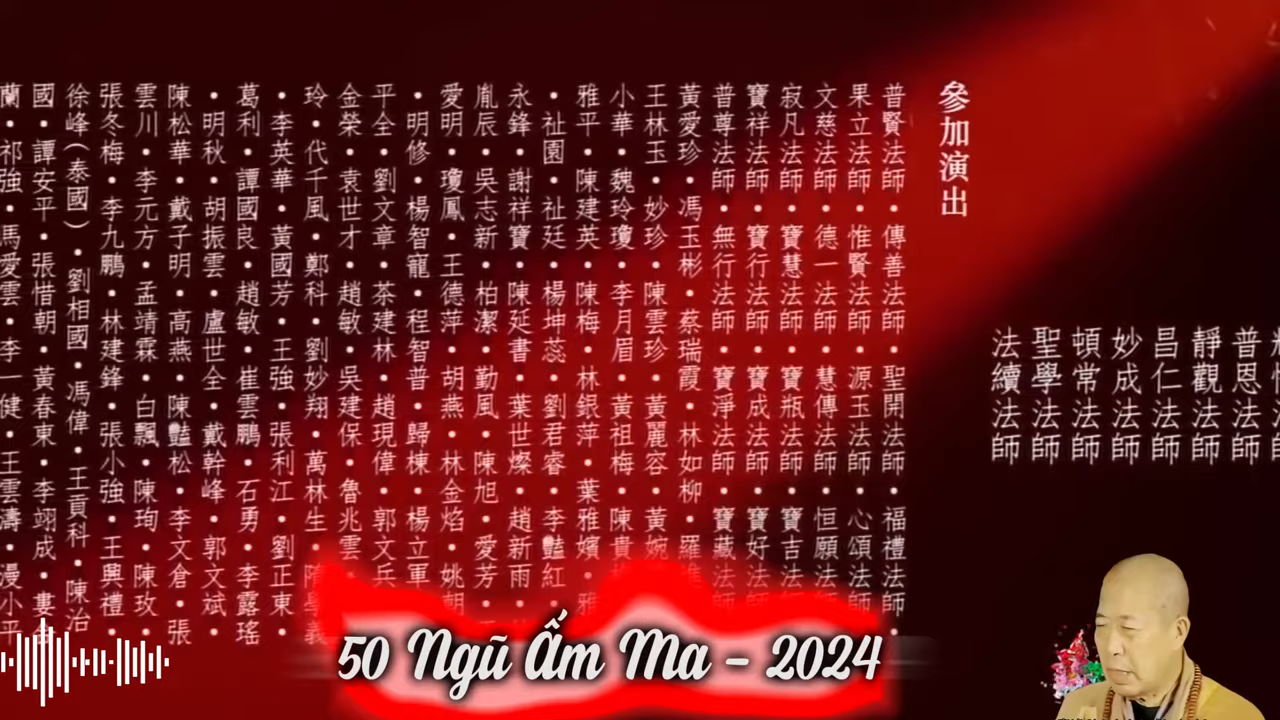 普恩法師
靜觀法師
昌仁法師
妙成法師
頓常法師
聖學法師
法續法師
參加演出
普賢法師・傳善法師・聖開法師・福禮法師・
果立法師・惟賢法師・源玉法師・心頌法師
文慈法師・德一法師・慧傳法師・恒願法師
寂凡法師・寶慧法師・寶瓶法師・寶吉法
寶祥法師・寶行法師・寶成法師・寶好法
普尊法師・無行法師・寶淨法師・寶藏法
黃愛珍・馮玉彬・蔡瑞霞・林如柳・羅
王林玉・妙珍・陳雲珍・黃麗容・黃婉
小華・魏玲瓊・李月眉・黃祖梅・陳貴
雅平・陳建英・陳梅・林銀萍・葉雅嬪・雅
・祉園・祉廷・楊坤蕊・劉君睿・李豔紅・
永鋒・謝祥寶・陳延書・葉世燦・趙新雨・
胤辰・吳志新・柏潔・勤風・陳旭・愛芳・
愛明・瓊鳳・王德萍・胡燕・林金焰・姚
・明修・楊智寵・程智普・歸棟・楊立軍
平全・劉文章・茶建林・趙現偉・郭文兵
金榮・袁世才・趙敏・吳建保・魯兆雲
玲・代千風・鄭科・劉妙翔・萬林生・
・李英華・黃國芳・王強・張利江・劉正東・
葛利・譚國良・趙敏・崔雲鵬・石勇・李露瑤
・明秋・胡振雲・盧世全・戴幹峰・郭文斌・
陳松華・戴子明・高燕・陳豔松・李文倉・張
雲川・李元方・孟靖霖・白飄・陳珣・陳玫・
張冬梅・李九鵬・林建鋒・張小強・王興禮・
徐峰（泰國）・劉相國・馮偉・王貢科・陳治
國・譚安平・張惜朝・黃春東・李翊成・婁
蘭・祁強・馬愛雲・李一健・王雲濤・漫小平
50 Ngũ Ấm Ma - 2024